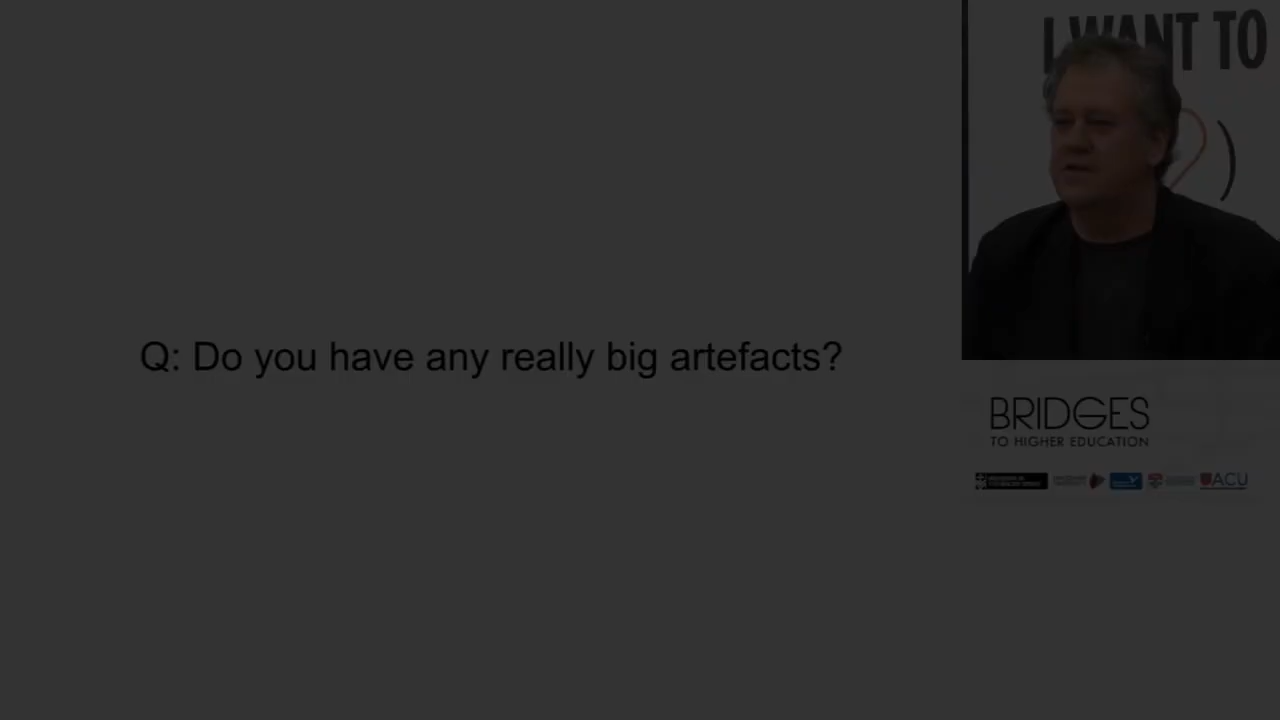 I WANT TO
Q: Do you have any really big artefacts?
BRIDGES
TO HIGHER EDUCATION
ACU